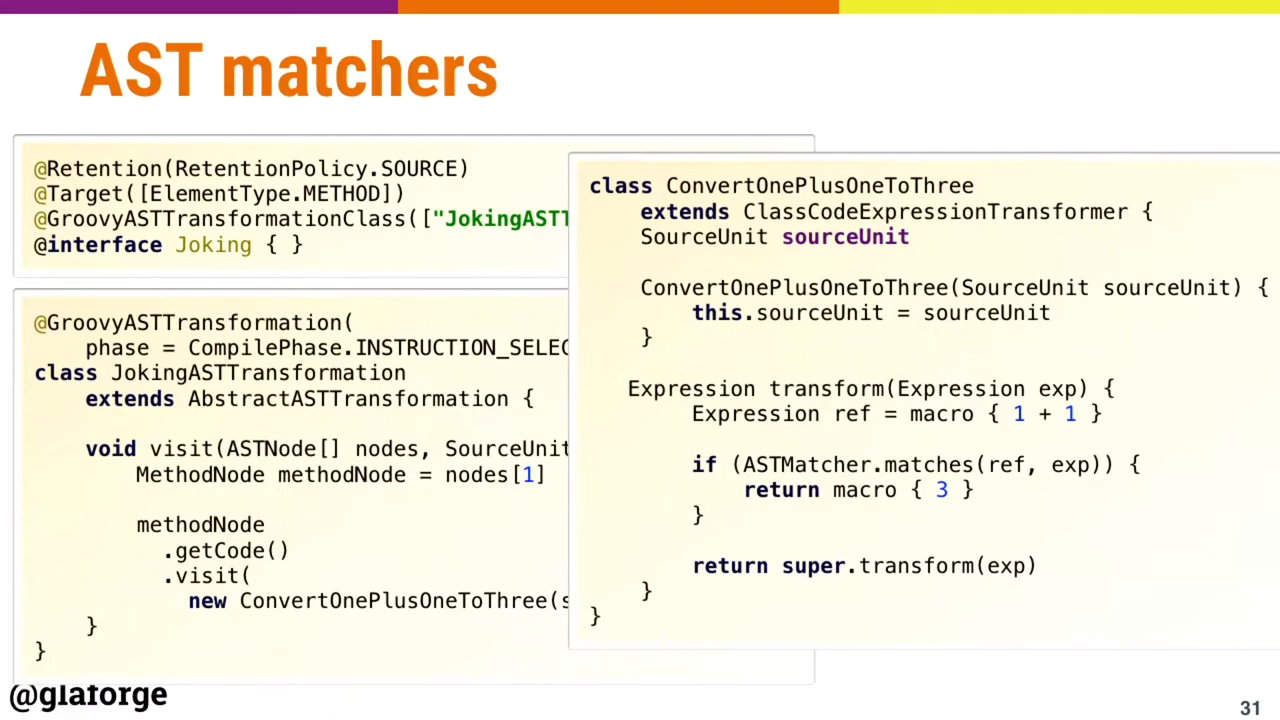 AST matchers
@Retention(RetentionPolicy.SOURCE)
@Target([ElementType.METHOD])
@GroovyASTTransformationClass(["JokingASTT
@interface Joking { }
@GroovyASTTransformation(
phase = CompilePhase.INSTRUCTION_SELEC
class JokingASTTransformation
extends AbstractASTTransformation {
void visit(ASTNode[] nodes, SourceUnit
MethodNode methodNode = nodes[1]
methodNode
.getCode()
.visit(
new ConvertOnePlusOneToThree(s
}
}
class ConvertOnePlusOneToThree
extends ClassCodeExpressionTransformer {
SourceUnit sourceUnit
ConvertOnePlusOneToThree(SourceUnit sourceUnit) {
this.sourceUnit = sourceUnit
}
Expression transform(Expression exp) {
Expression ref = macro { 1 + 1 }
if (ASTMatcher.matches(ref, exp)) {
return macro { 3 }
}
return super.transform(exp)
}
}
@glaforge
31